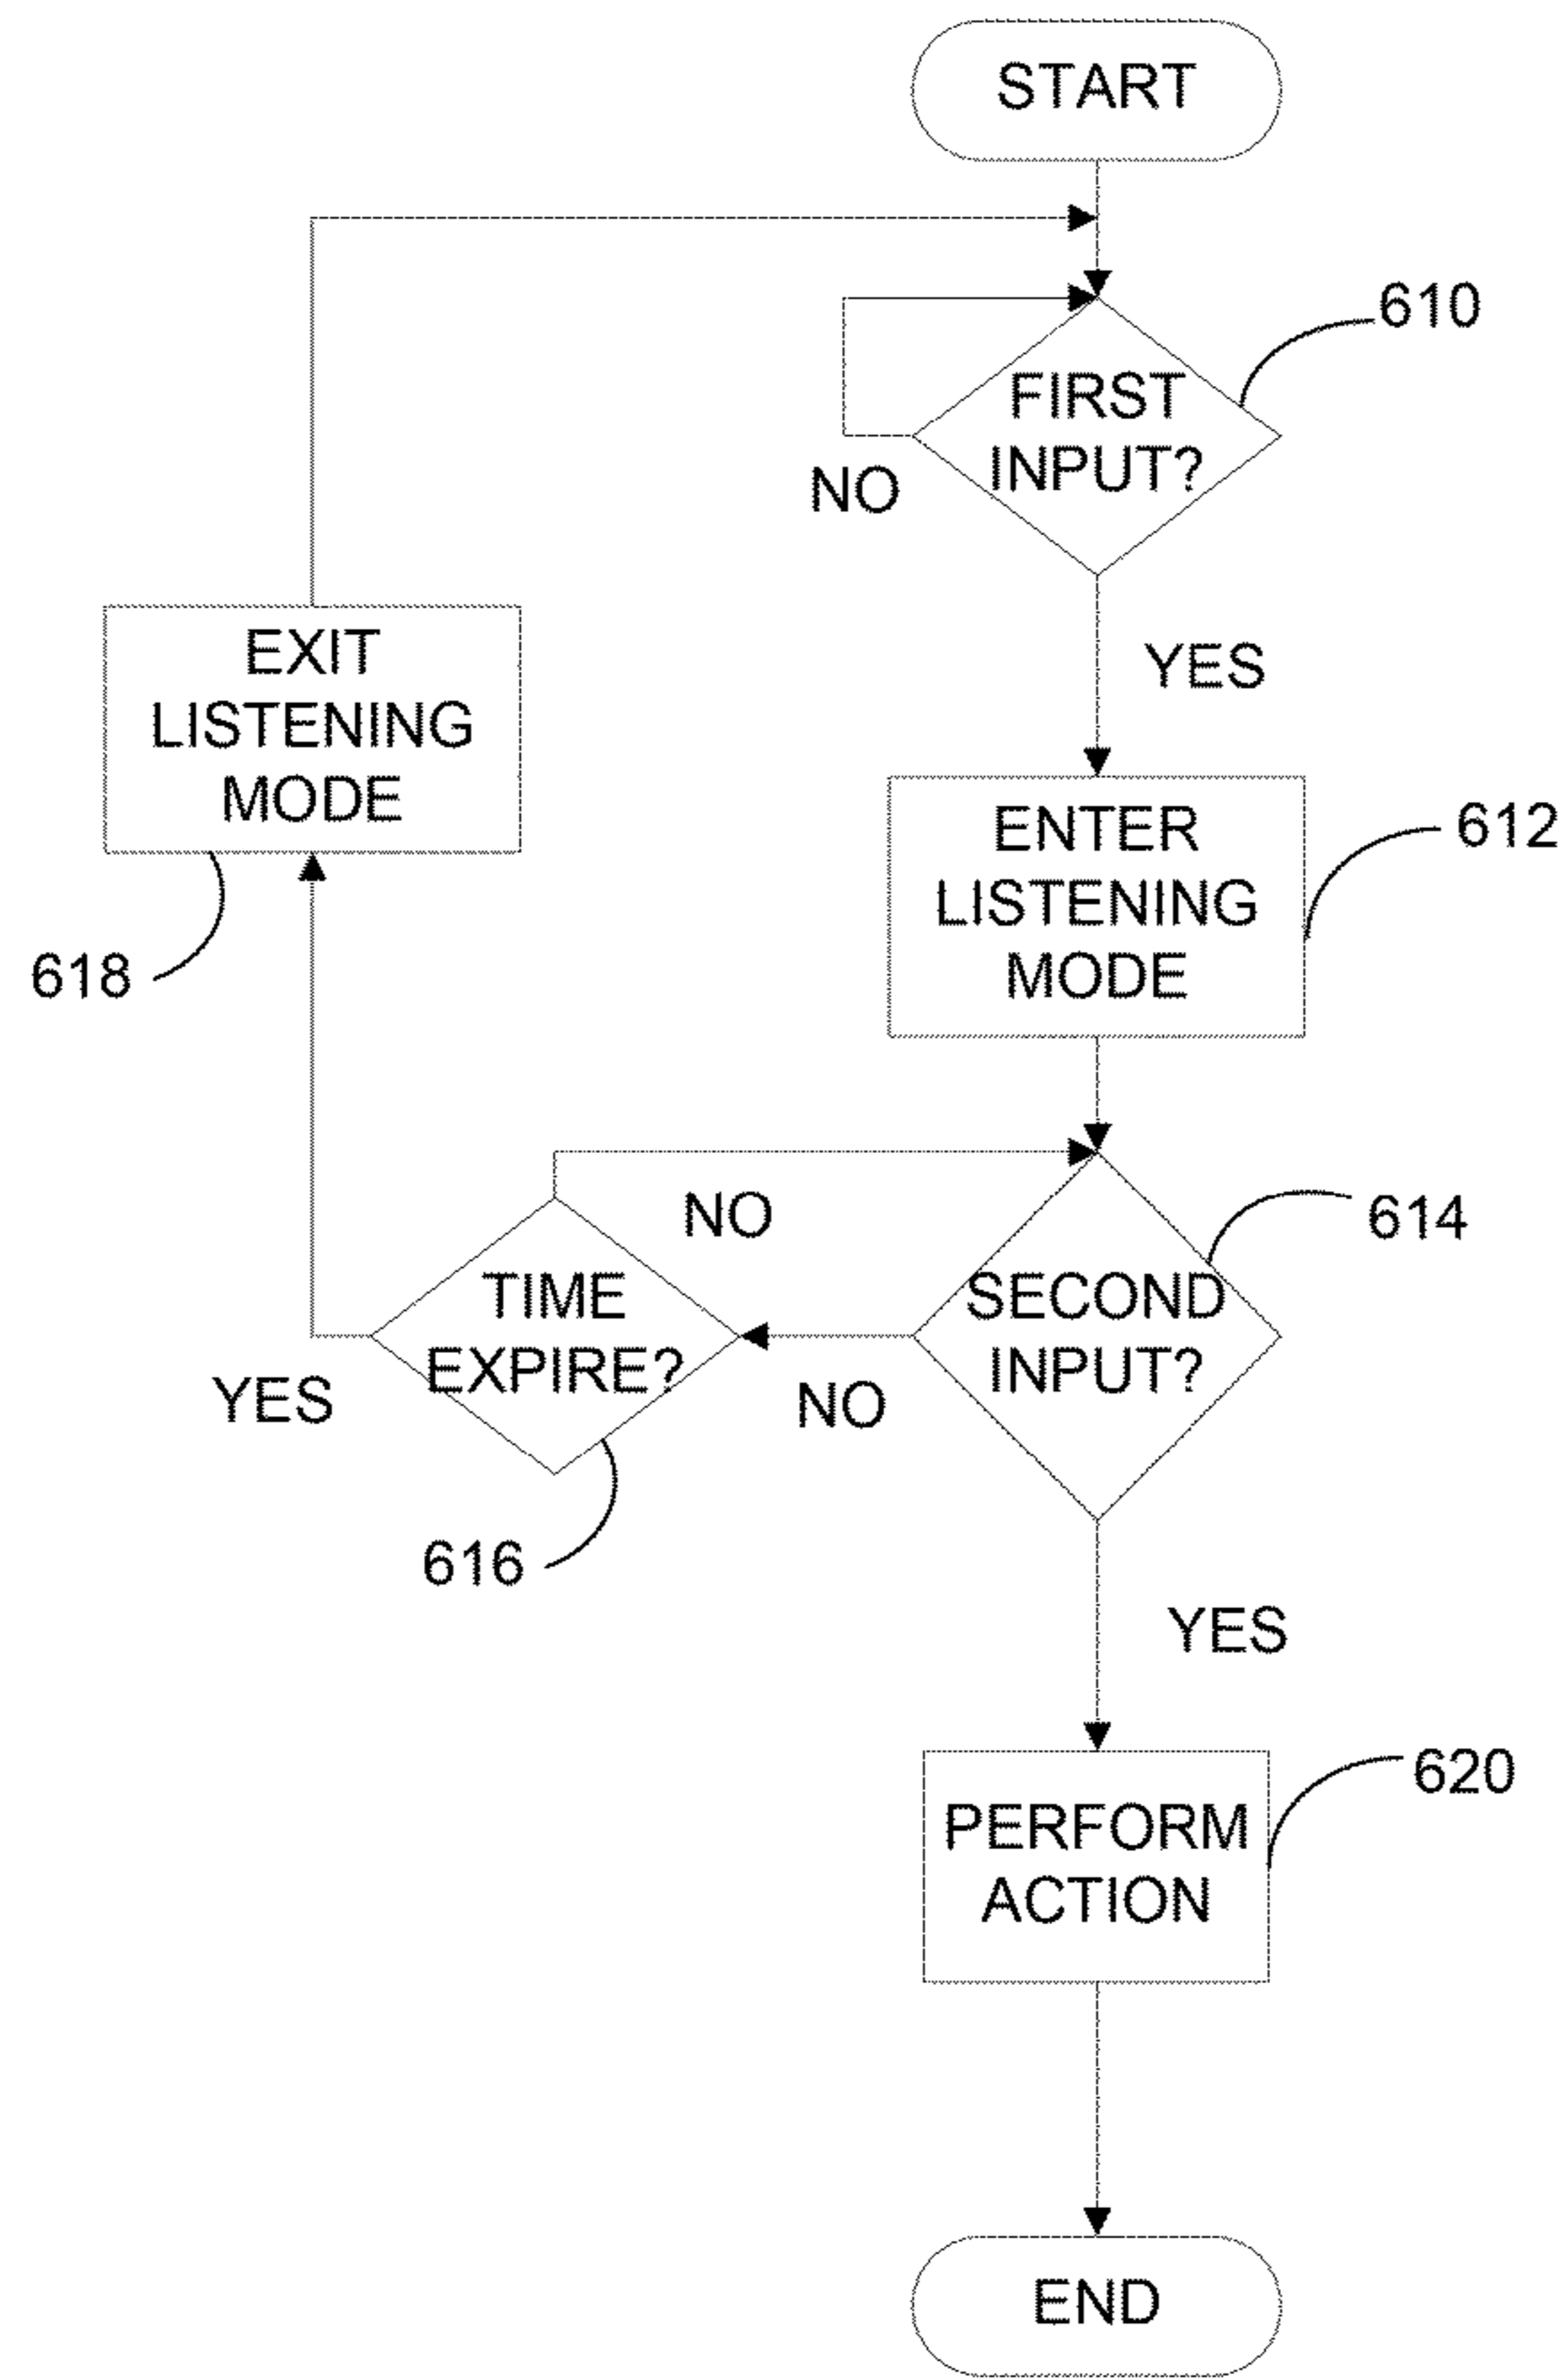 START
610
FIRST
INPUT?
NO
YES
EXIT
LISTENING
MODE
618
ENTER
LISTENING
MODE
612
NO
614
TIME
EXPIRE?
SECOND
INPUT?
YES
NO
616
YES
620
PERFORM
ACTION
END